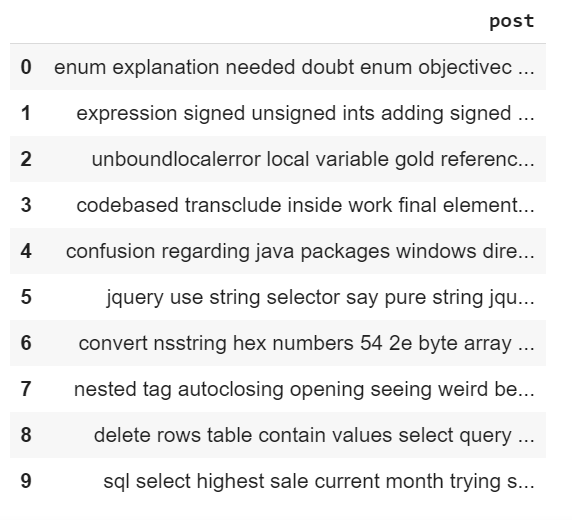 post
0 enum explanation needed doubt enum objectivec ...
1 expression signed unsigned ints adding signed ...
2 unboundlocalerror local variable gold referenc...
3 codebased transclude inside work final element...
4 confusion regarding java packages windows dire...
5 jquery use string selector say pure string jqu...
6 convert nsstring hex numbers 54 2e byte array ...
7 nested tag autoclosing opening seeing weird be...
8 delete rows table contain values select query ...
9 sql select highest sale current month trying s...